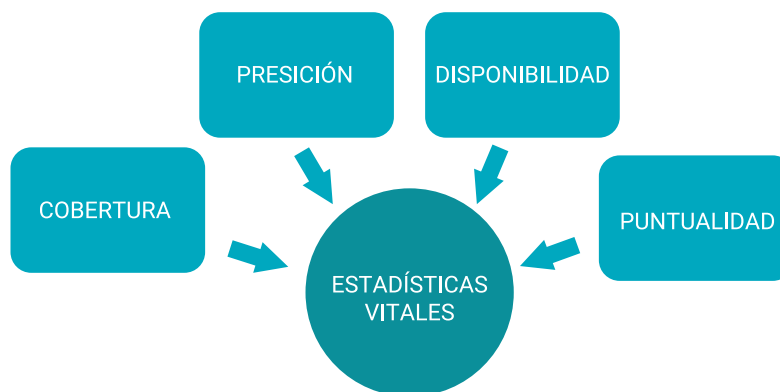 PRESICIÓN
DISPONIBILIDAD
COBERTURA
PUNTUALIDAD
ESTADÍSTICAS
VITALES